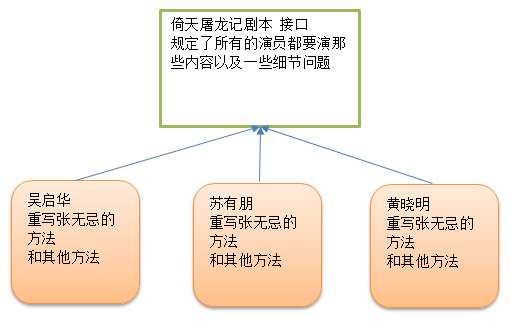 倚天屠龙记剧本 接口
规定了所有的演员都要演那
些内容以及一些细节问题
吴启华
重写张无忌的
方法
和其他方法
苏有朋
重写张无忌的
方法
和其他方法
黄晓明
重写张无忌的
方法
和其他方法